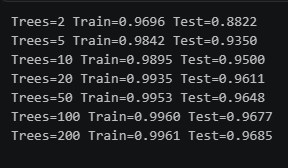 Trees=2 Train=0.9696 Test=0.8822
Trees=5 Train=0.9842 Test=0.9350
Trees=10 Train=0.9895 Test=0.9500
Trees=20 Train=0.9935 Test=0.9611
Trees=50 Train=0.9953 Test=0.9648
Trees=100 Train=0.9960 Test=0.9677
Trees=200 Train=0.9961 Test=0.9685